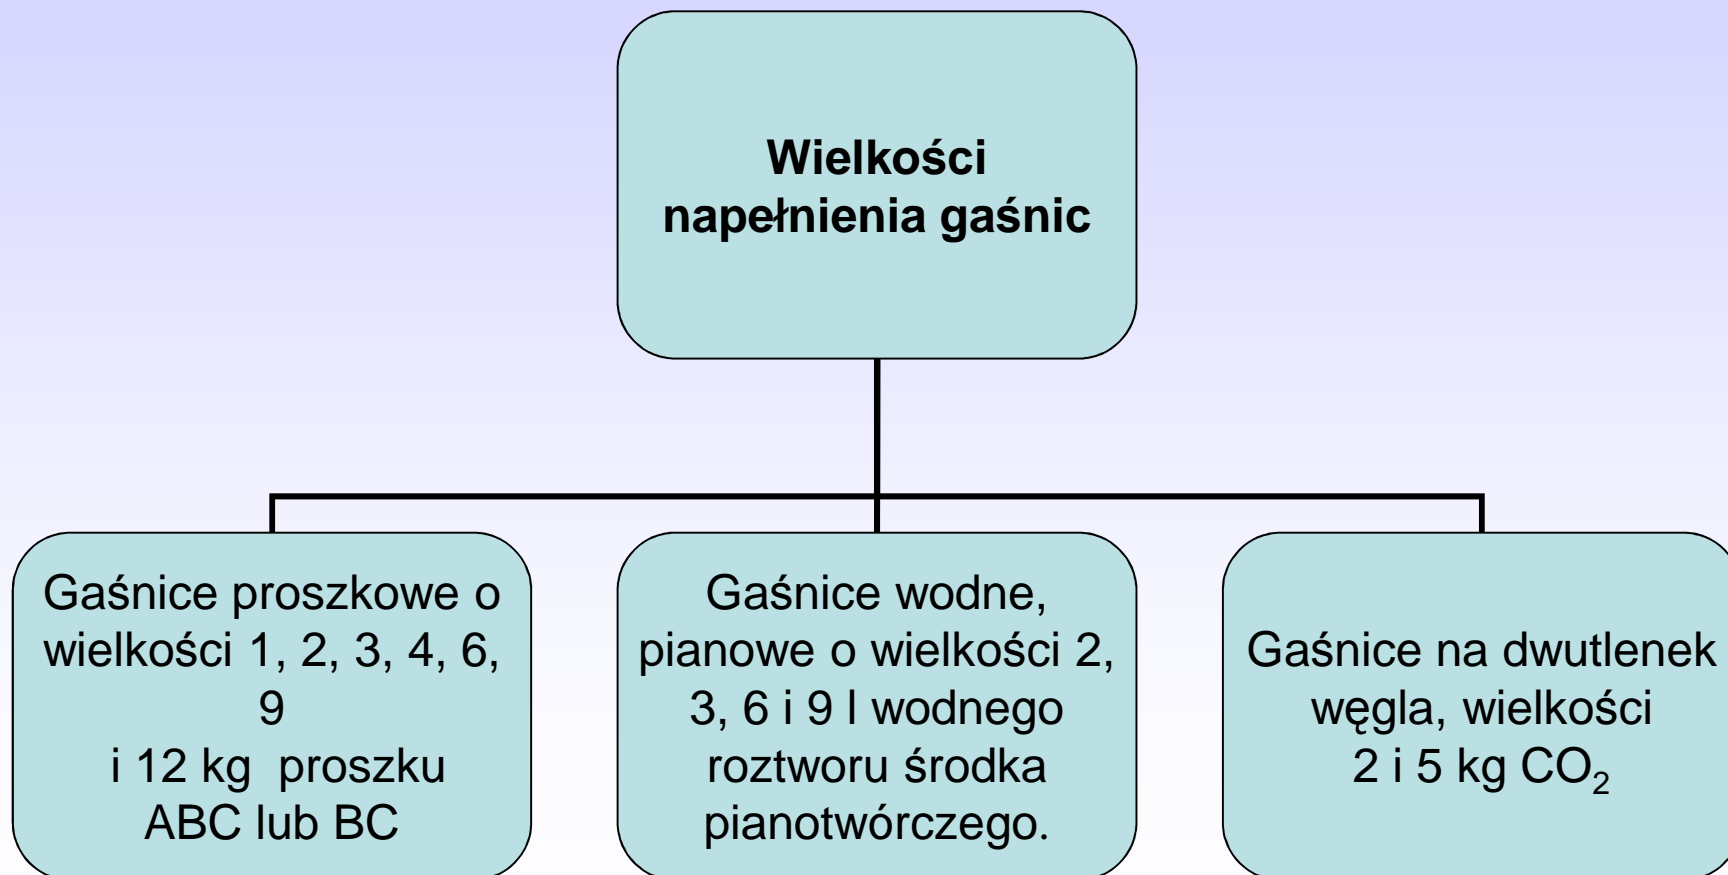 Wielkości
napełnienia gaśnic
Gaśnice proszkowe o
wielkości 1, 2, 3, 4, 6,
9
i 12 kg  proszku
ABC lub BC
Gaśnice wodne,
pianowe o wielkości 2,
3, 6 i 9 l wodnego
roztworu środka
pianotwórczego.
Gaśnice na dwutlenek
węgla, wielkości
2 i 5 kg CO₂